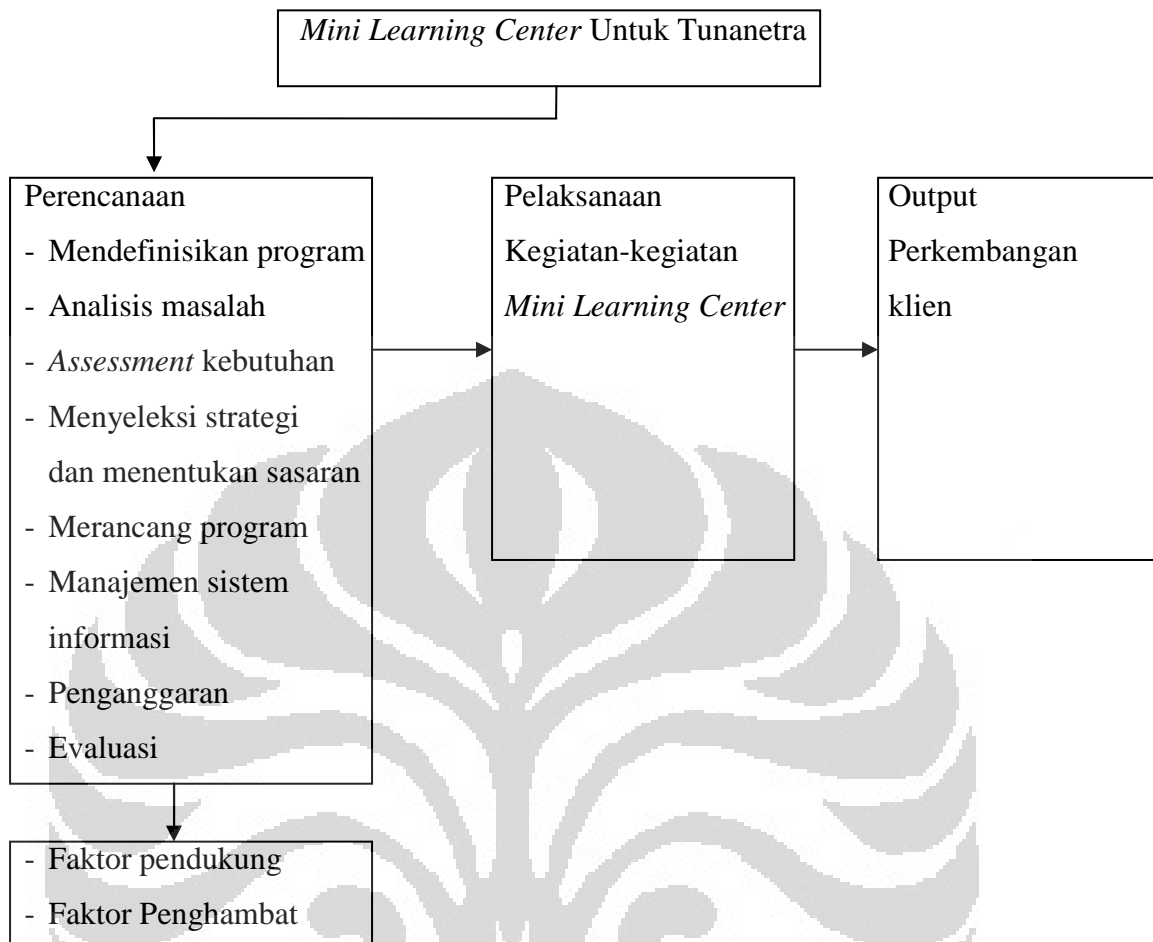 Mini Learning Center Untuk Tunanetra
Perencanaan
- Mendefinisikan program
- Analisis masalah
- Assessment kebutuhan
- Menyeleksi strategi
dan menentukan sasaran
- Merancang program
- Manajemen sistem
informasi
- Penganggaran
- Evaluasi
Pelaksanaan
Kegiatan-kegiatan
Mini Learning Center
Output
Perkembangan
klien
- Faktor pendukung
- Faktor Penghambat